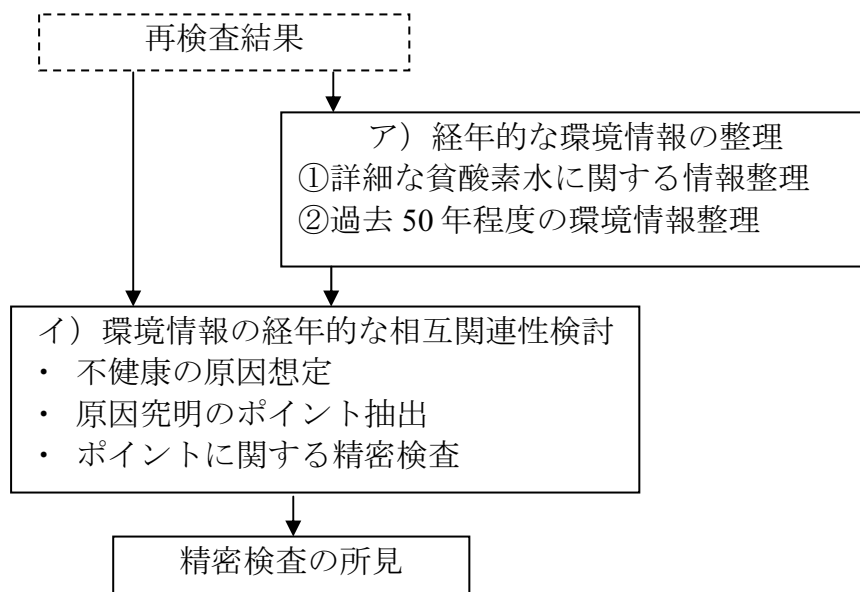 再検査結果
ア）経年的な環境情報の整理
①詳細な貧酸素水に関する情報整理
②過去 50 年程度の環境情報整理
イ）環境情報の経年的な相互関連性検討
・ 不健康の原因想定
・ 原因究明のポイント抽出
・ ポイントに関する精密検査
精密検査の所見